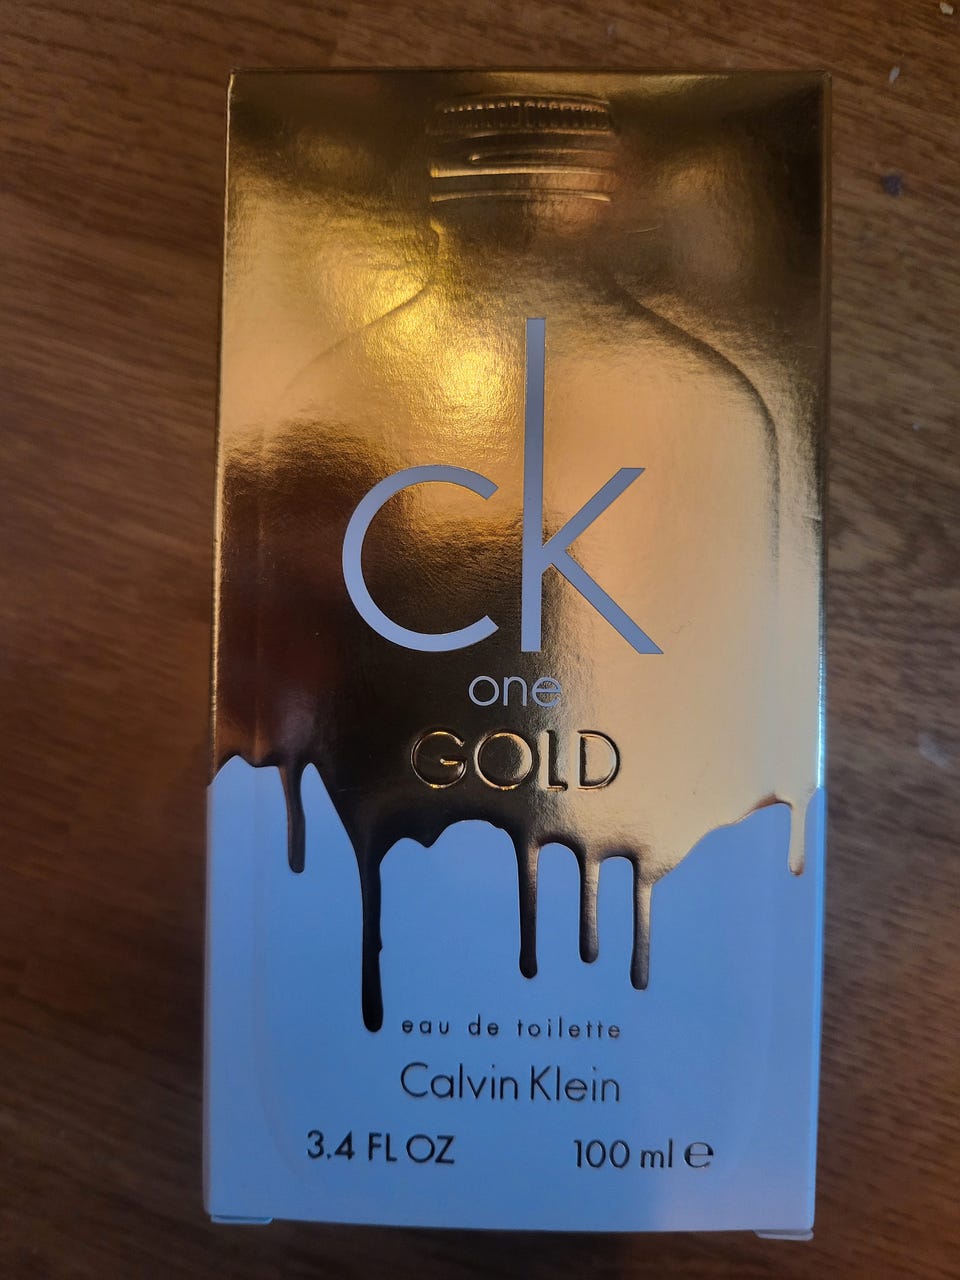 ck
one
GOLD
eau de toilette
Calvin Klein
3.4 FL OZ 100 ml ℮